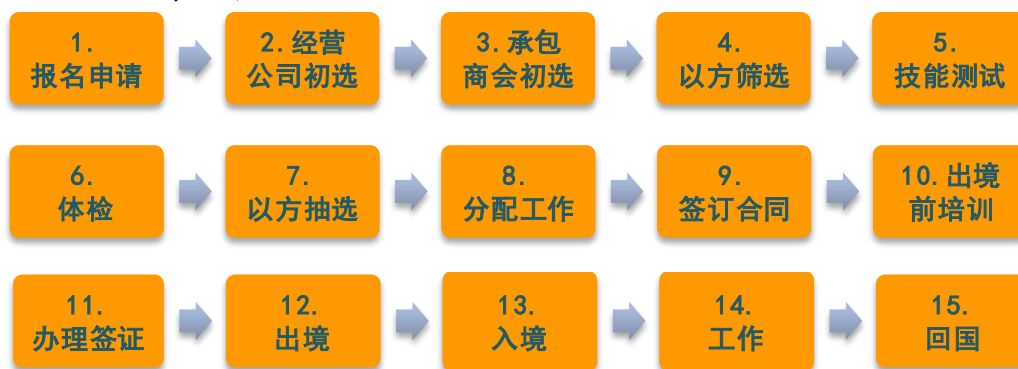 1.
报名申请
2.经营
公司初选
3.承包
商会初选
4.
以方筛选
5.
技能测试
6.
体检
7.
以方抽选
8.
分配工作
9.
签订合同
10.出境
前培训
11.
办理签证
12.
出境
13.
入境
14.
工作
15.
回国